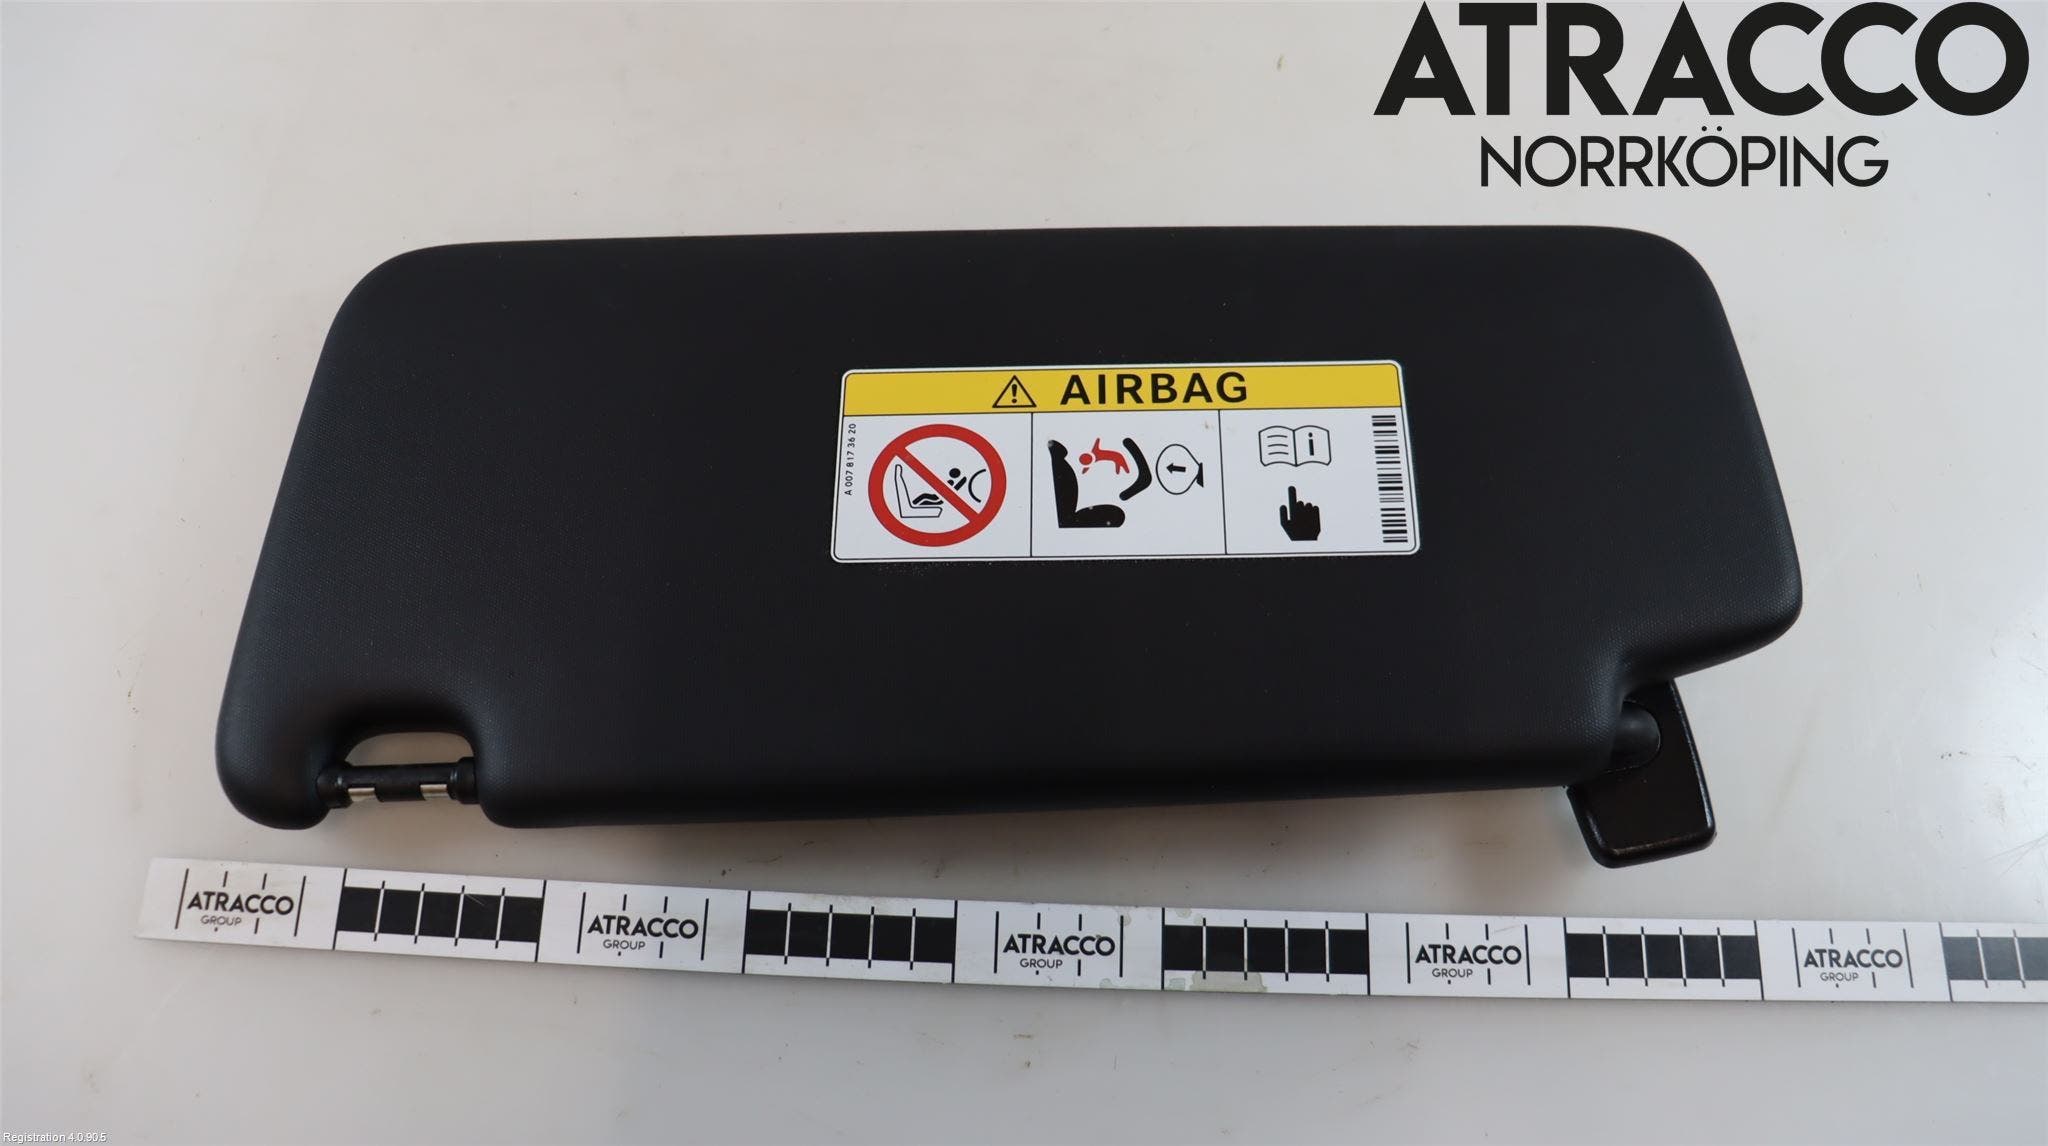 ATRACCO
NORRKÖPING
⚠ AIRBAG
A 007 817 36 20
i
ATRACCO
GROUP
ATRACCO
GROUP
ATRACCO
GROUP
ATRACCO
GROUP
ATRACCO
GROUP
Registration 4.0.90.5